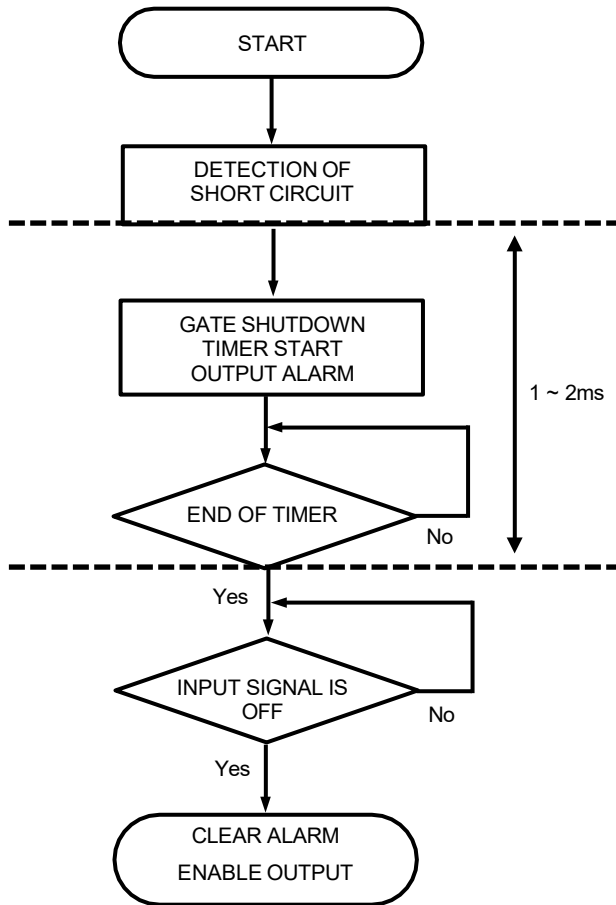 START
DETECTION OF
SHORT CIRCUIT
GATE SHUTDOWN
TIMER START
OUTPUT ALARM
1 ~ 2ms
END OF TIMER
No
Yes
INPUT SIGNAL IS
OFF
No
Yes
CLEAR ALARM
ENABLE OUTPUT